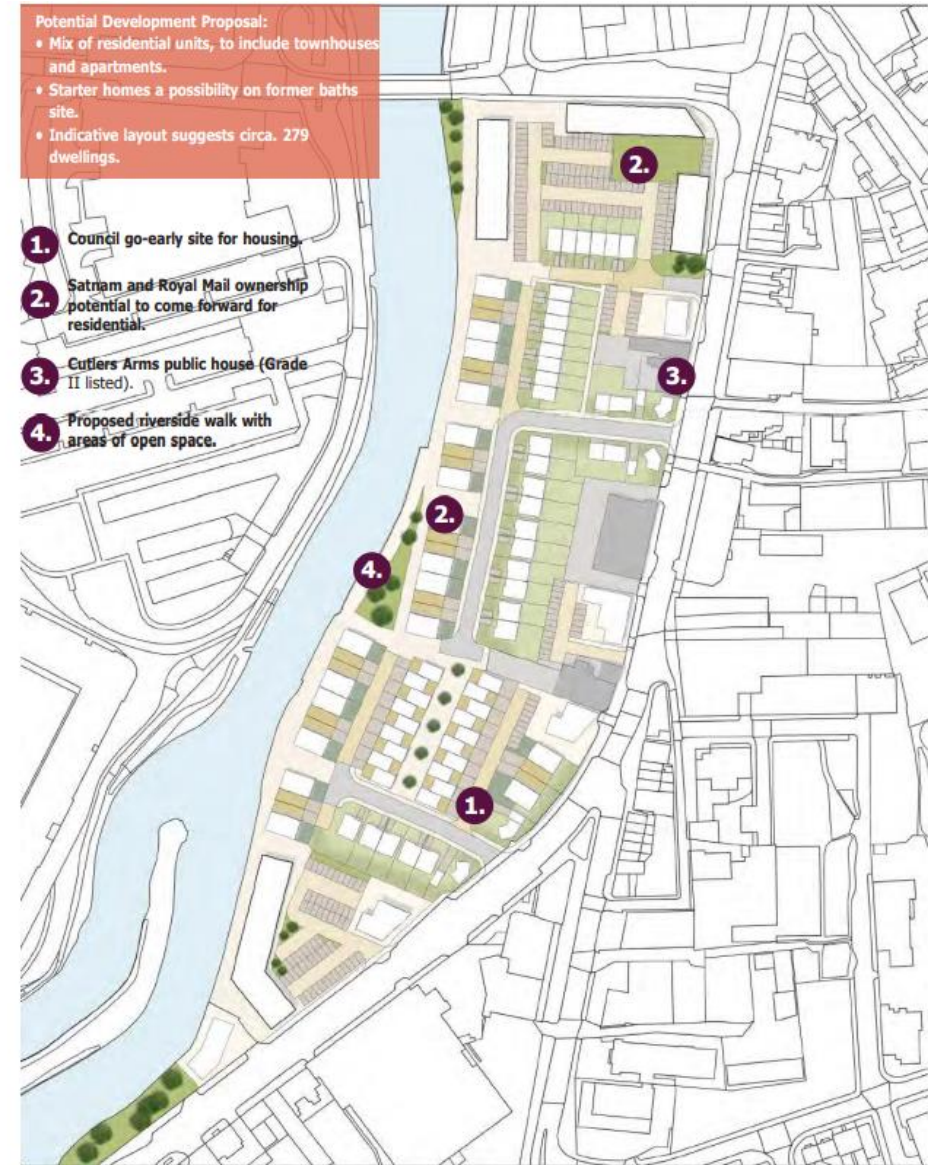 Potential Development Proposal:
• Mix of residential units, to include townhouses
and apartments.
• Starter homes a possibility on former baths
site.
• Indicative layout suggests circa. 279
dwellings.
1. Council go-early site for housing.
2. Satnam and Royal Mail ownership
potential to come forward for
residential.
3. Cutlers Arms public house (Grade
II listed).
4. Proposed riverside walk with
areas of open space.
2.
3.
2.
4.
1.